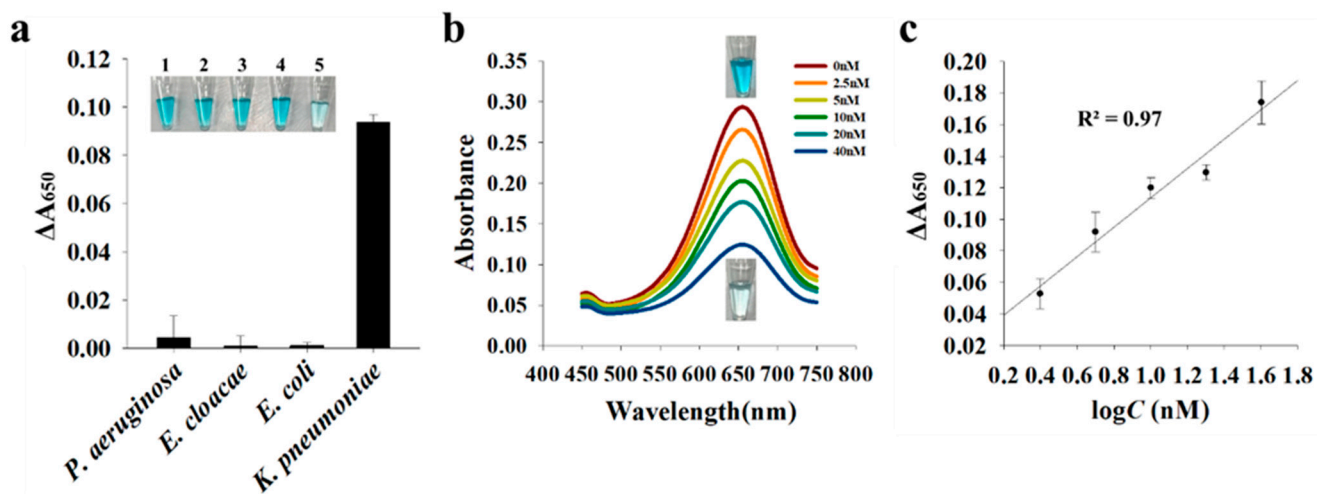 a
0.12
0.10
0.08
0.06
0.04
0.02
0.00
ΔA650
1 2 3 4 5
P. aeruginosa
E. cloacae
E. coli
K. pneumoniae
b
0.35
0.30
0.25
0.20
0.15
0.10
0.05
0.00
Absorbance
0nM
2.5nM
5nM
10nM
20nM
40nM
400 450 500 550 600 650 700 750 800
Wavelength(nm)
c
0.20
0.18
0.16
0.14
0.12
0.10
0.08
0.06
0.04
0.02
ΔA650
R² = 0.97
0.2 0.4 0.6 0.8 1.0 1.2 1.4 1.6 1.8
logC (nM)